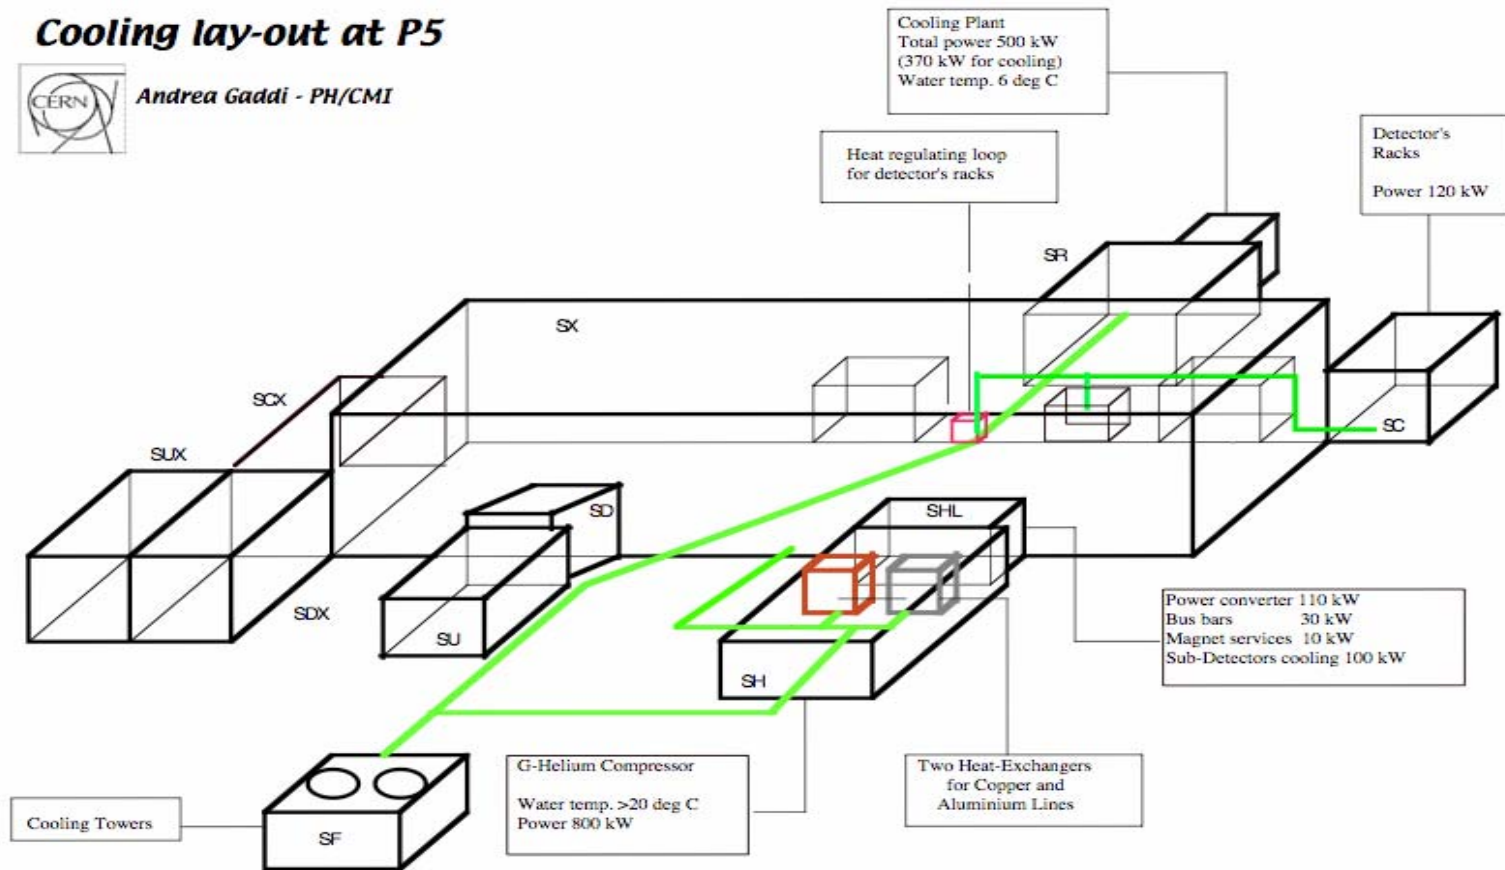 Cooling lay-out at P5
CERN
Andrea Gaddi - PH/CMI
Cooling Plant
Total power 500 kW
(370 kW for cooling)
Water temp. 6 deg C
Heat regulating loop
for detector's racks
Detector's
Racks
Power 120 kW
SR
SX
SCX
SUX
SC
SD
SHL
SDX
SU
SH
Power converter 110 kW
Bus bars 30 kW
Magnet services 10 kW
Sub-Detectors cooling 100 kW
G-Helium Compressor
Water temp. >20 deg C
Power 800 kW
Two Heat-Exchangers
for Copper and
Aluminium Lines
Cooling Towers
SF